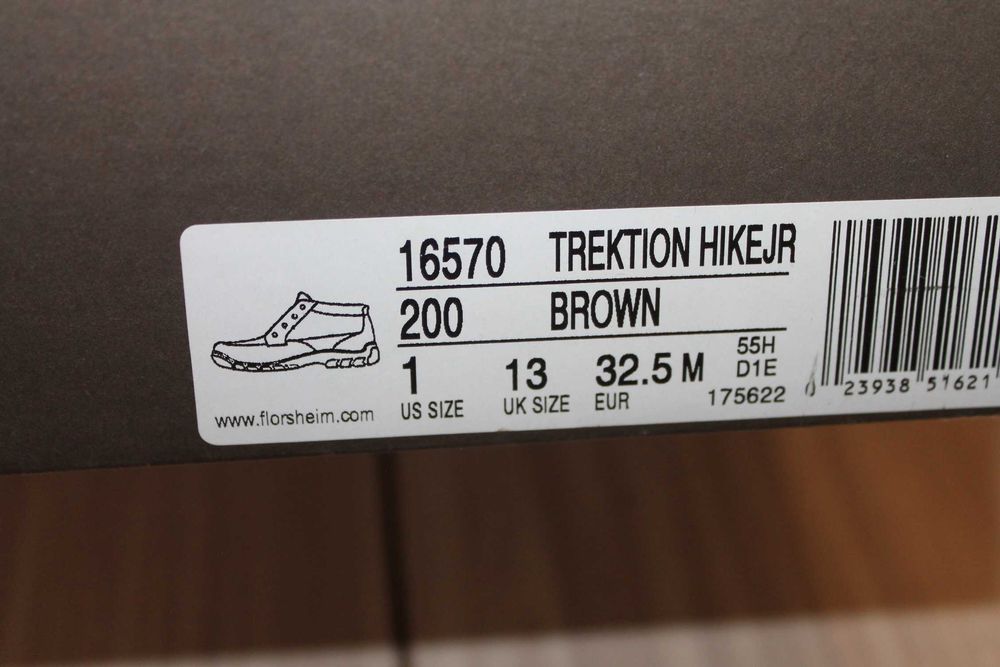 16570 TREKTION HIKEJR
200 BROWN
1 13 32.5 M 55H
US SIZE UK SIZE EUR D1E
175622
www.florsheim.com
0 23938 51621